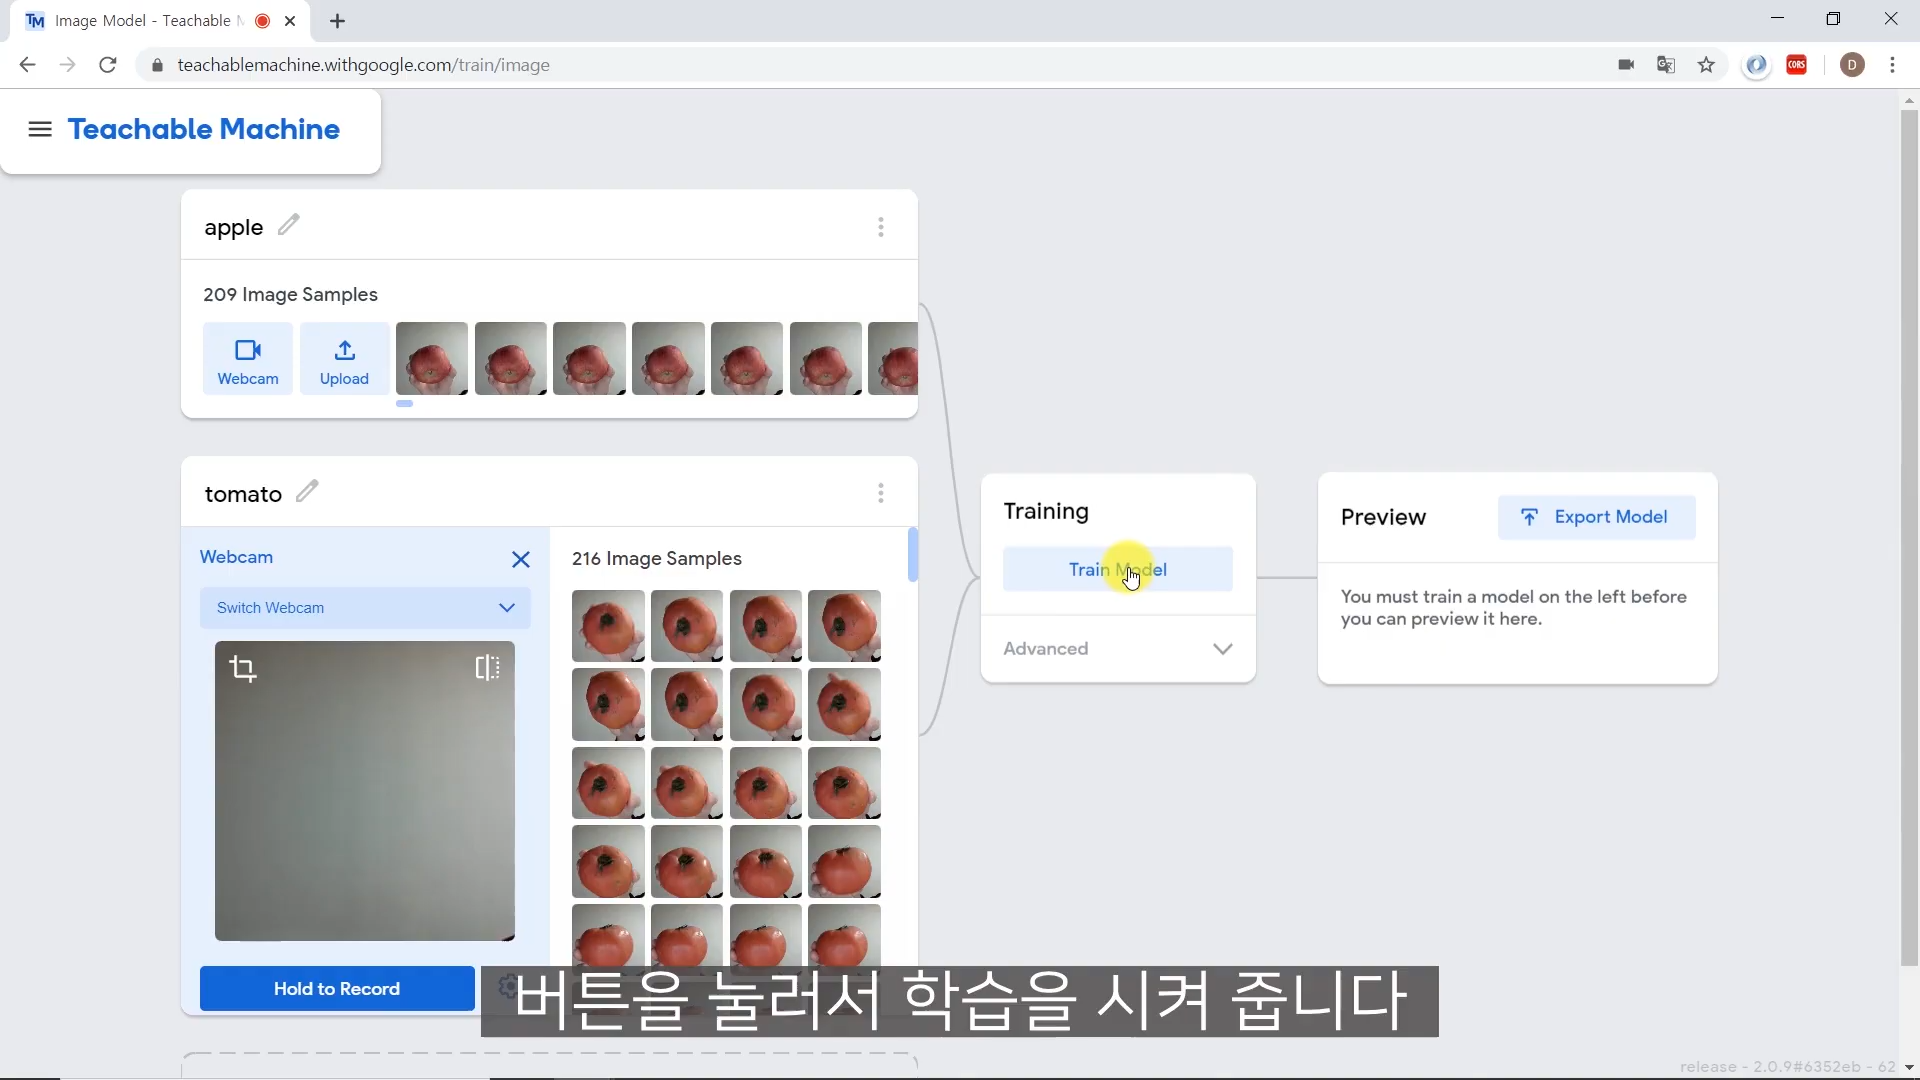 Image Model - Teachable M
teachablemachine.withgoogle.com/train/image
CORS
D
Teachable Machine
apple
209 Image Samples
Webcam
Upload
tomato
Webcam
Switch Webcam
216 Image Samples
Hold to Record
Training
Train Model
Advanced
Preview
Export Model
You must train a model on the left before
you can preview it here.
버튼을 눌러서 학습을 시켜 줍니다
release - 2.0.9#6352eb - 62